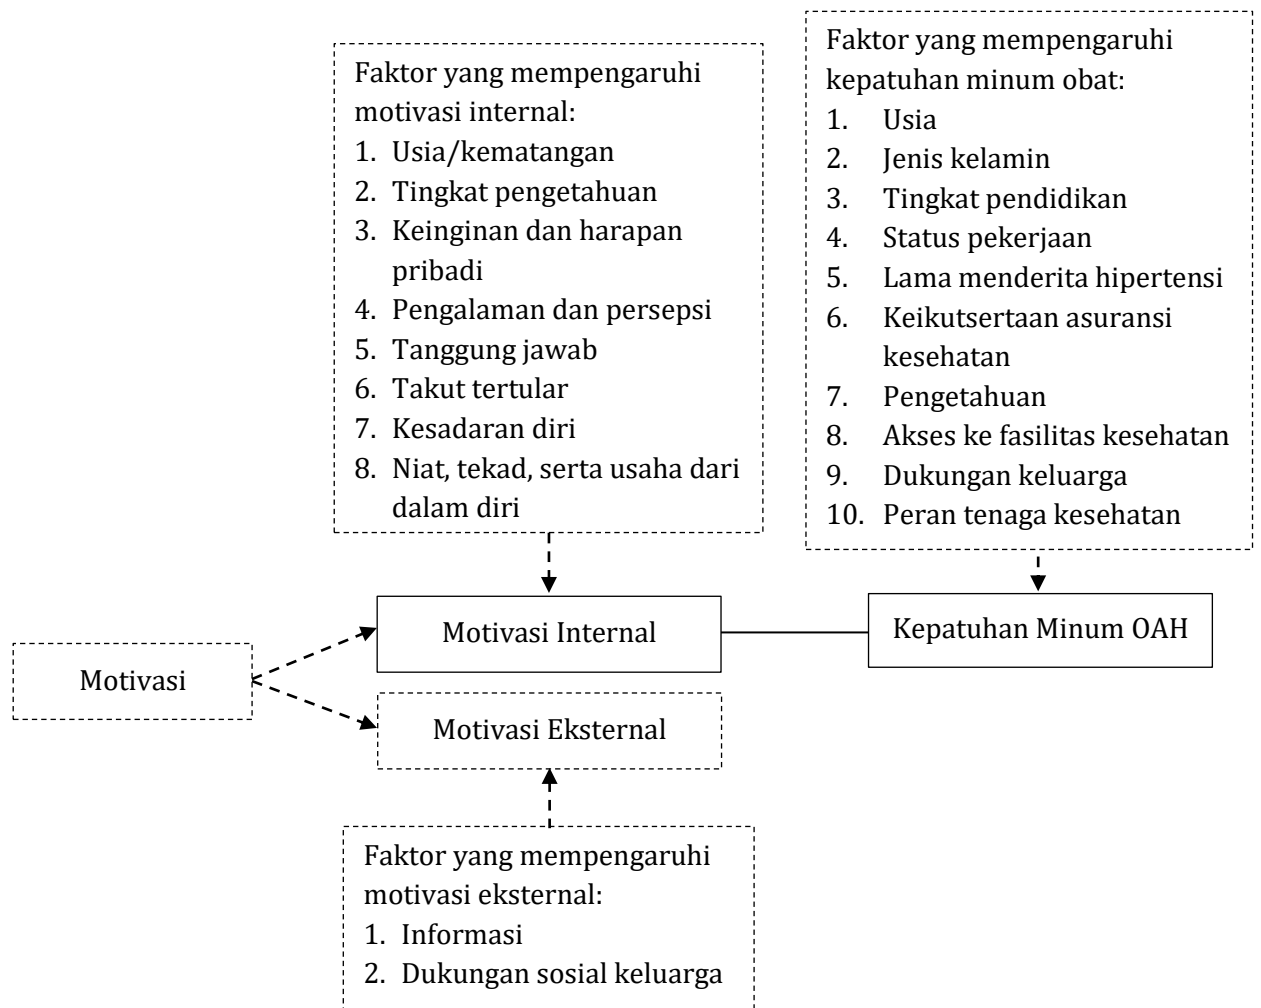 Faktor yang mempengaruhi
motivasi internal:
1. Usia/kematangan
2. Tingkat pengetahuan
3. Keinginan dan harapan
pribadi
4. Pengalaman dan persepsi
5. Tanggung jawab
6. Takut tertular
7. Kesadaran diri
8. Niat, tekad, serta usaha dari
dalam diri
Faktor yang mempengaruhi
kepatuhan minum obat:
1. Usia
2. Jenis kelamin
3. Tingkat pendidikan
4. Status pekerjaan
5. Lama menderita hipertensi
6. Keikutsertaan asuransi
kesehatan
7. Pengetahuan
8. Akses ke fasilitas kesehatan
9. Dukungan keluarga
10. Peran tenaga kesehatan
Motivasi
Motivasi Internal
Kepatuhan Minum OAH
Motivasi Eksternal
Faktor yang mempengaruhi
motivasi eksternal:
1. Informasi
2. Dukungan sosial keluarga